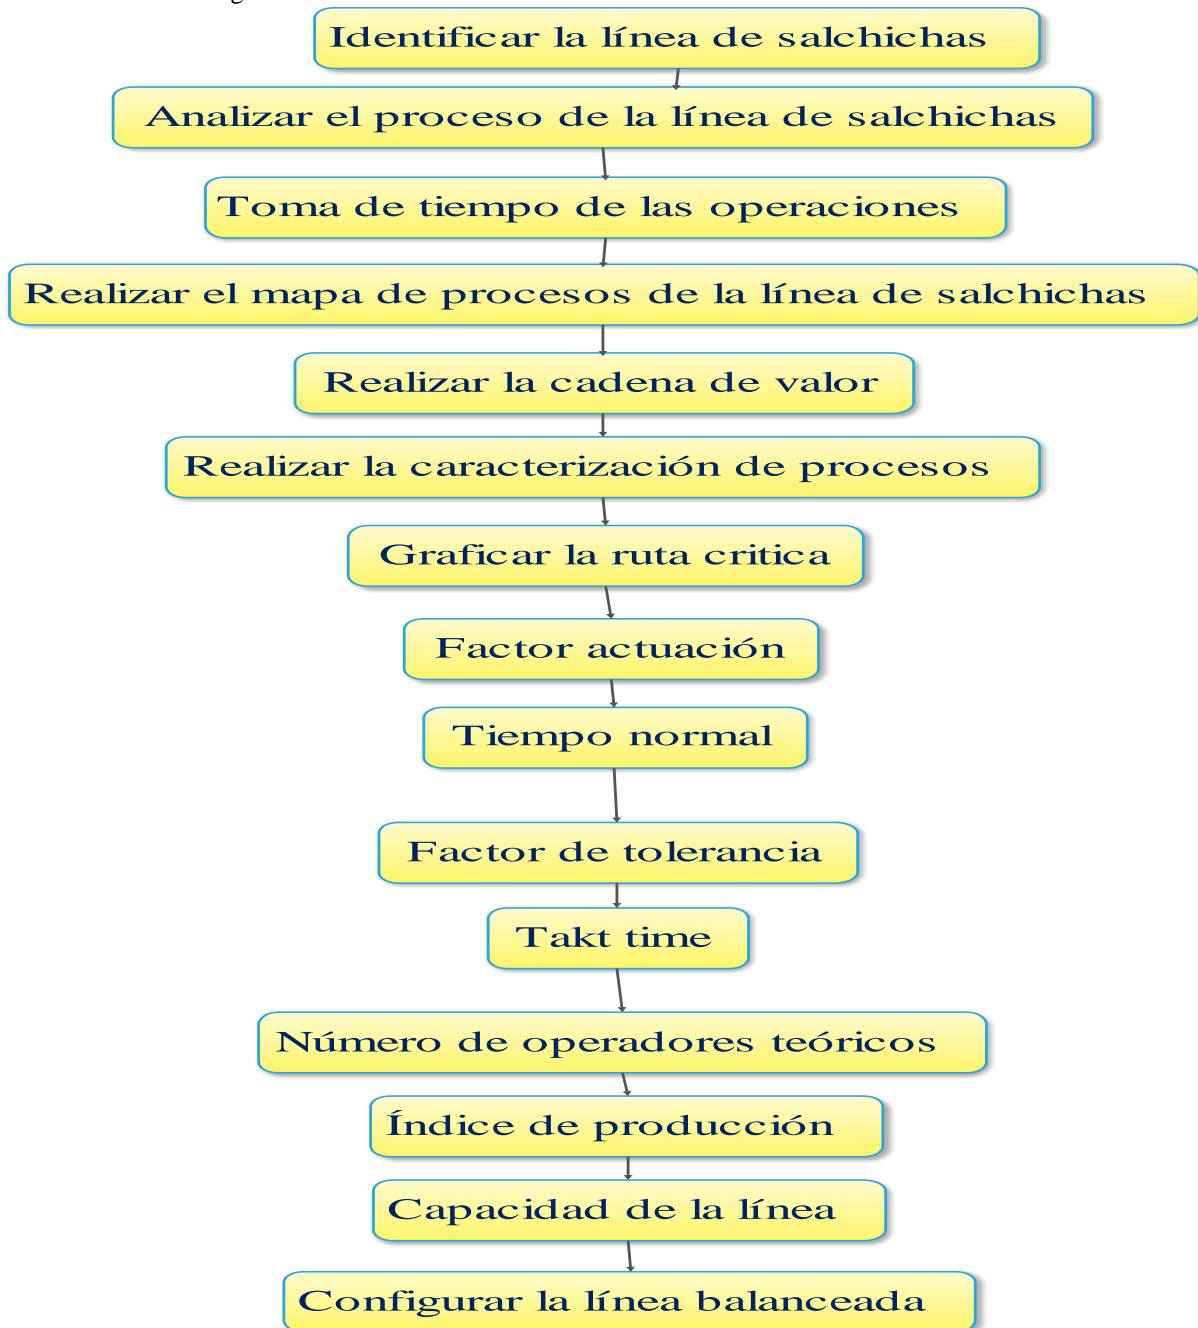 Identificar la línea de salchichas
Analizar el proceso de la línea de salchichas
Toma de tiempo de las operaciones
Realizar el mapa de procesos de la línea de salchichas
Realizar la cadena de valor
Realizar la caracterización de procesos
Graficar la ruta critica
Factor actuación
Tiempo normal
Factor de tolerancia
Takt time
Número de operadores teóricos
Índice de producción
Capacidad de la línea
Configurar la línea balanceada